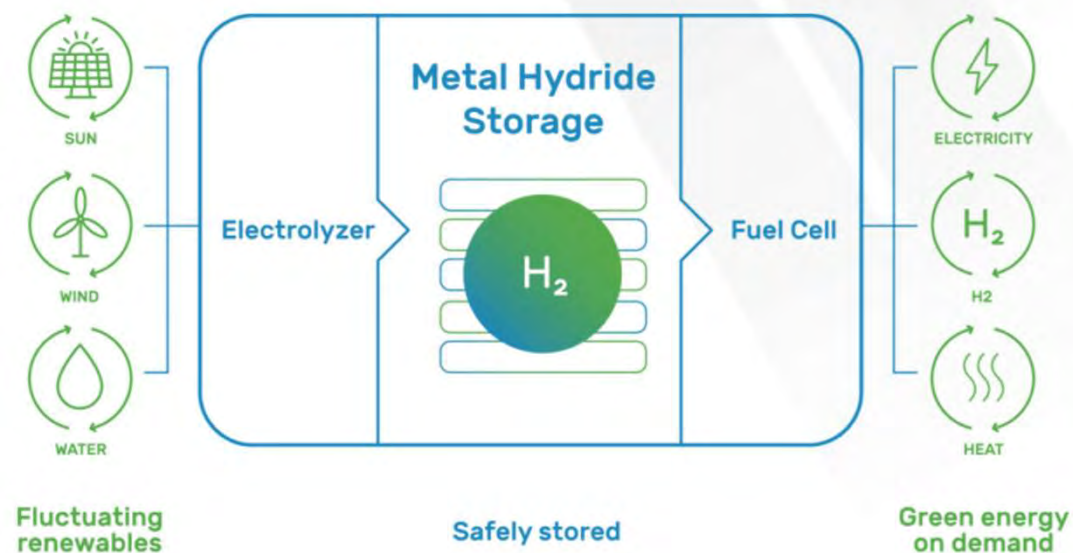 SUN
WIND
WATER
Fluctuating
renewables
Electrolyzer
Metal Hydride
Storage
H₂
Safely stored
Fuel Cell
ELECTRICITY
H₂
H2
HEAT
Green energy
on demand